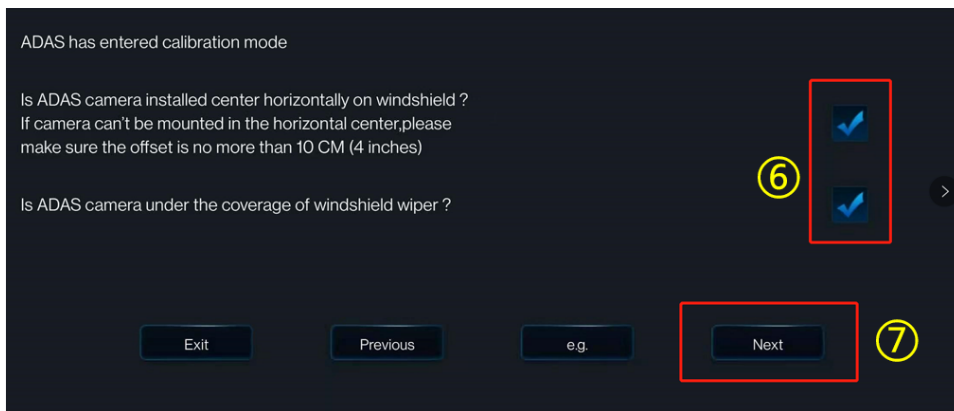 ADAS has entered calibration mode
Is ADAS camera installed center horizontally on windshield ?
If camera can't be mounted in the horizontal center,please
make sure the offset is no more than 10 CM (4 inches)
⑥
Is ADAS camera under the coverage of windshield wiper ?
Exit Previous e.g. Next ⑦